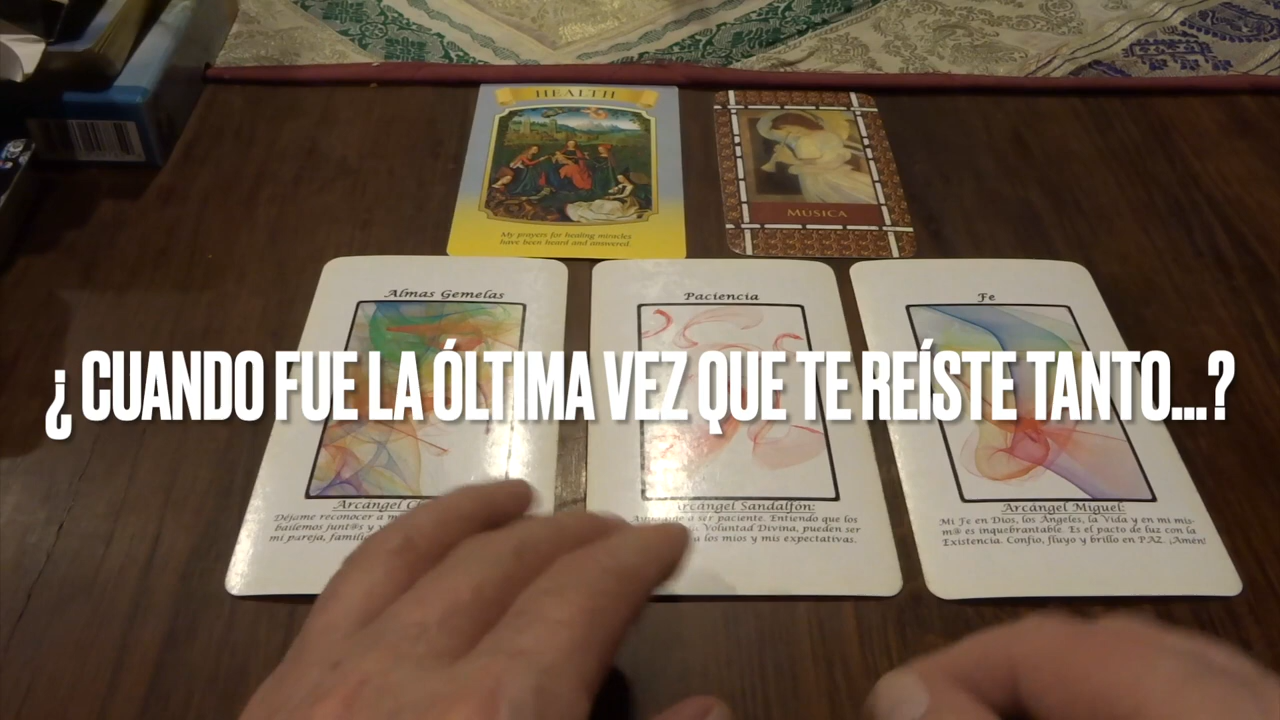 HEALTH
My prayers for healing miracles
have been heard and answered.
MUSICA
Almas Gemelas
Paciencia
Fe
¿ CUANDO FUE LA ÓLTIMA VEZ QUE TE REÍSTE TANTO...?
Arcángel
Déjame reconocer a
bailemos junt@s y
mi pareja,
Arcángel Sandalfón:
a ser paciente. Entiendo que los
Voluntad Divina, pueden ser
a los mios y mis expectativas.
Arcángel Miguel:
Mi Fe en Dios, los Ángeles, la Vida y en mi mis-
m@ es inquebrantable. Es el pacto de luz con la
Existencia. Confío, fluyo y brillo en PAZ. ¡Amén!